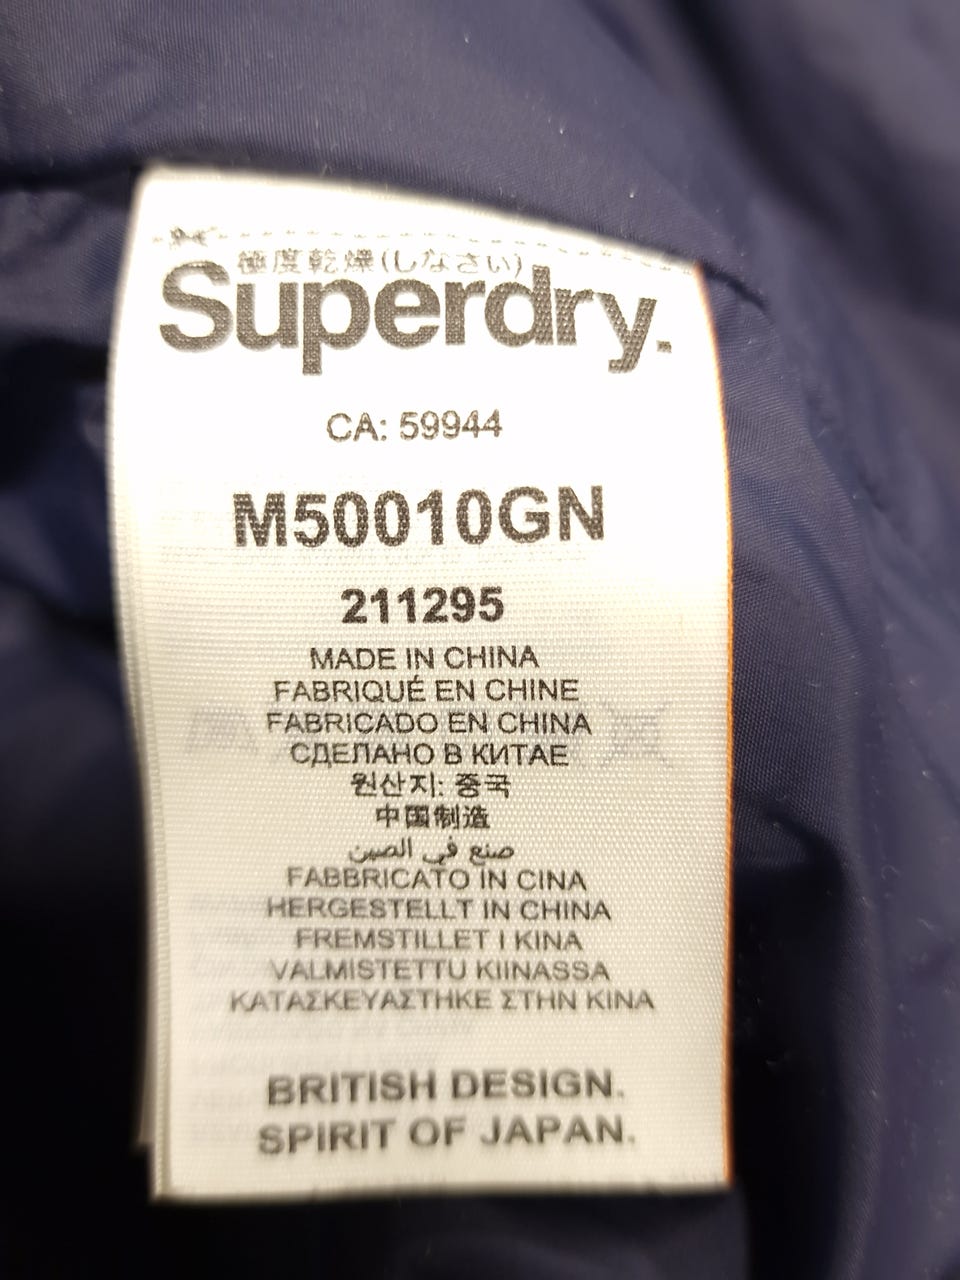 極度乾燥(しなさい)
Superdry.
CA: 59944
M50010GN
211295
MADE IN CHINA
FABRIQUÉ EN CHINE
FABRICADO EN CHINA
СДЕЛАНО В КИТАЕ
원산지: 중국
中国制造
صنع في الصين
FABBRICATO IN CINA
HERGESTELLT IN CHINA
FREMSTILLET I KINA
VALMISTETTU KIINASSA
ΚΑΤΑΣΚΕΥΑΣΤΗΚΕ ΣΤΗΝ ΚΙΝΑ
BRITISH DESIGN.
SPIRIT OF JAPAN.